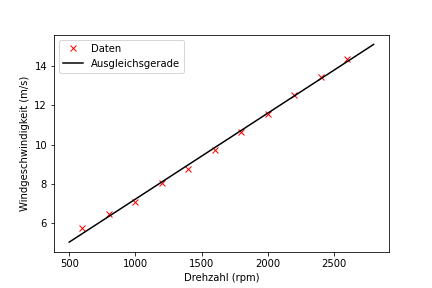 Daten
Ausgleichsgerade
Windgeschwindigkeit (m/s)
14
12
10
8
6
500
1000
1500
2000
2500
Drehzahl (rpm)